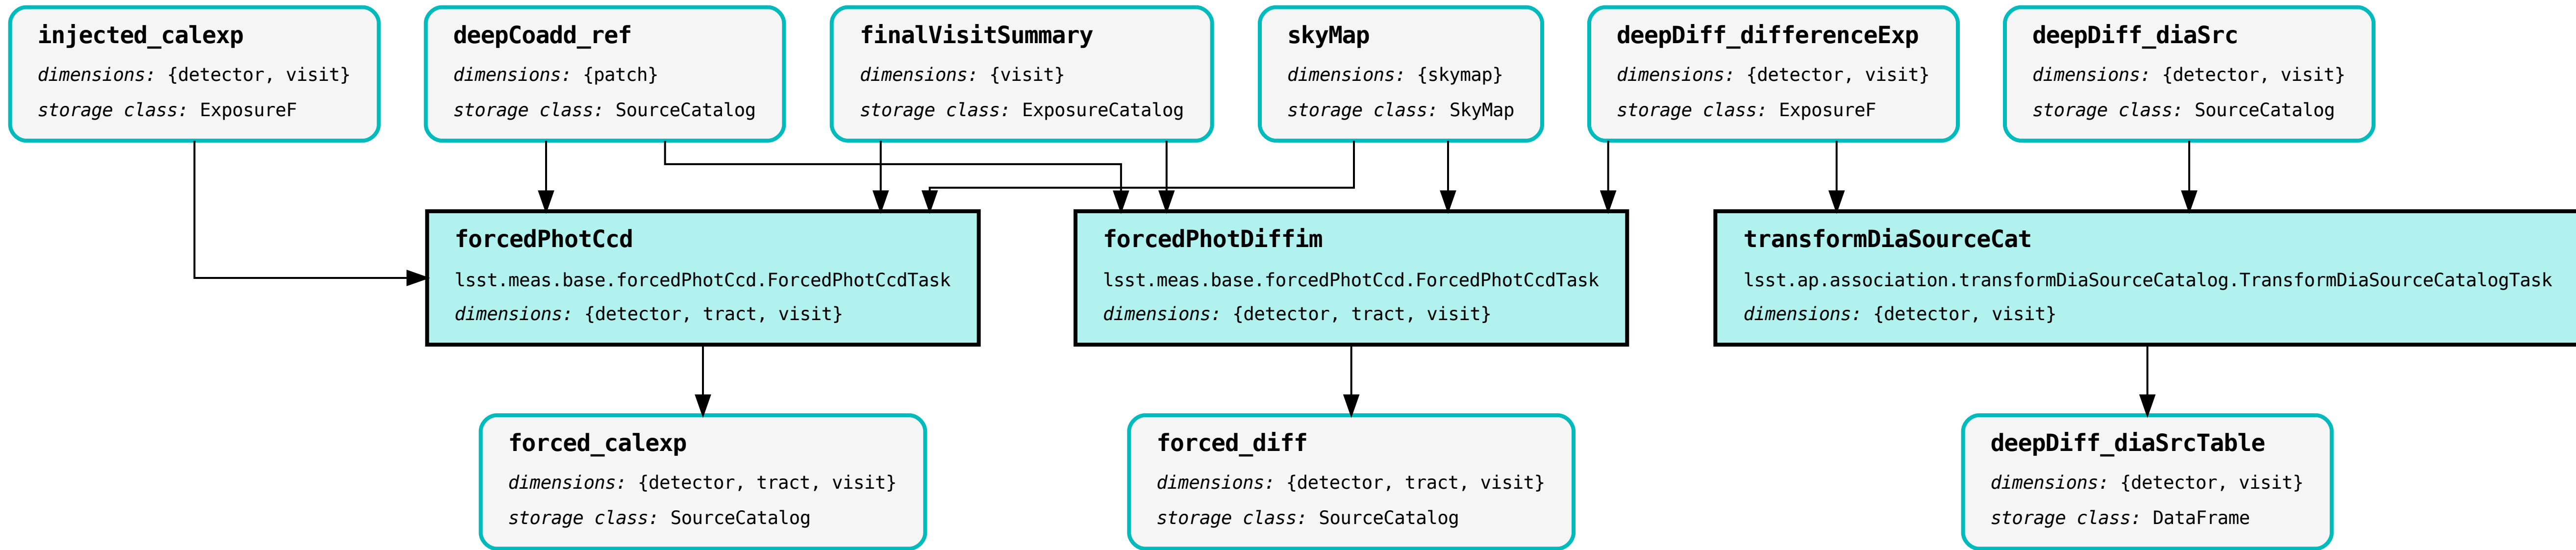 injected_calexp
dimensions: {detector, visit}
storage class: ExposureF
deepCoadd_ref
dimensions: {patch}
storage class: SourceCatalog
finalVisitSummary
dimensions: {visit}
storage class: ExposureCatalog
skyMap
dimensions: {skymap}
storage class: SkyMap
deepDiff_differenceExp
dimensions: {detector, visit}
storage class: ExposureF
deepDiff_diaSrc
dimensions: {detector, visit}
storage class: SourceCatalog
forcedPhotCcd
lsst.meas.base.forcedPhotCcd.ForcedPhotCcdTask
dimensions: {detector, tract, visit}
forcedPhotDiffim
lsst.meas.base.forcedPhotCcd.ForcedPhotCcdTask
dimensions: {detector, tract, visit}
transformDiaSourceCat
lsst.ap.association.transformDiaSourceCatalog.TransformDiaSourceCatalogTask
dimensions: {detector, visit}
forced_calexp
dimensions: {detector, tract, visit}
storage class: SourceCatalog
forced_diff
dimensions: {detector, tract, visit}
storage class: SourceCatalog
deepDiff_diaSrcTable
dimensions: {detector, visit}
storage class: DataFrame